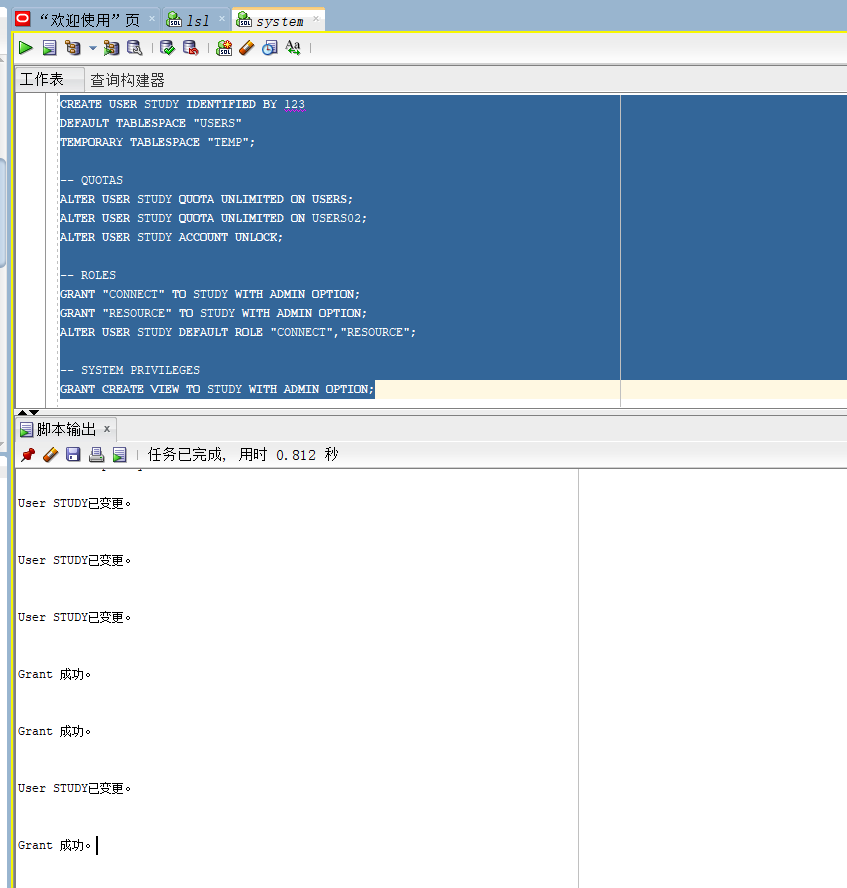 “欢迎使用”页
lsl
system
工作表
查询构建器
CREATE USER STUDY IDENTIFIED BY 123
DEFAULT TABLESPACE "USERS"
TEMPORARY TABLESPACE "TEMP";
-- QUOTAS
ALTER USER STUDY QUOTA UNLIMITED ON USERS;
ALTER USER STUDY QUOTA UNLIMITED ON USERS02;
ALTER USER STUDY ACCOUNT UNLOCK;
-- ROLES
GRANT "CONNECT" TO STUDY WITH ADMIN OPTION;
GRANT "RESOURCE" TO STUDY WITH ADMIN OPTION;
ALTER USER STUDY DEFAULT ROLE "CONNECT","RESOURCE";
-- SYSTEM PRIVILEGES
GRANT CREATE VIEW TO STUDY WITH ADMIN OPTION;
脚本输出
任务已完成, 用时 0.812 秒
User STUDY已变更。
User STUDY已变更。
User STUDY已变更。
Grant 成功。
Grant 成功。
User STUDY已变更。
Grant 成功。